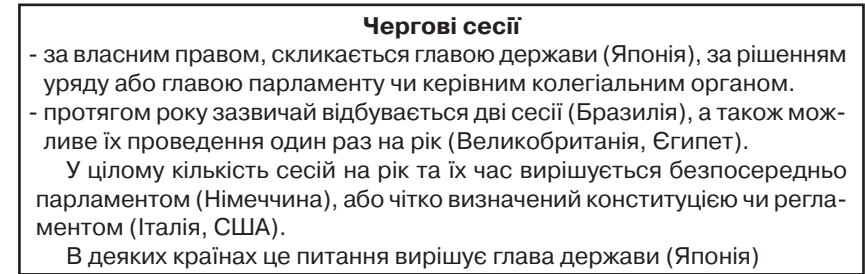 Чергові сесії
- за власним правом, скликається главою держави (Японія), за рішенням
уряду або главою парламенту чи керівним колегіальним органом.
- протягом року зазвичай відбувається дві сесії (Бразилія), а також мож-
ливе їх проведення один раз на рік (Великобританія, Єгипет).
У цілому кількість сесій на рік та їх час вирішується безпосередньо
парламентом (Німеччина), або чітко визначений конституцією чи регла-
ментом (Італія, США).
В деяких країнах це питання вирішує глава держави (Японія)